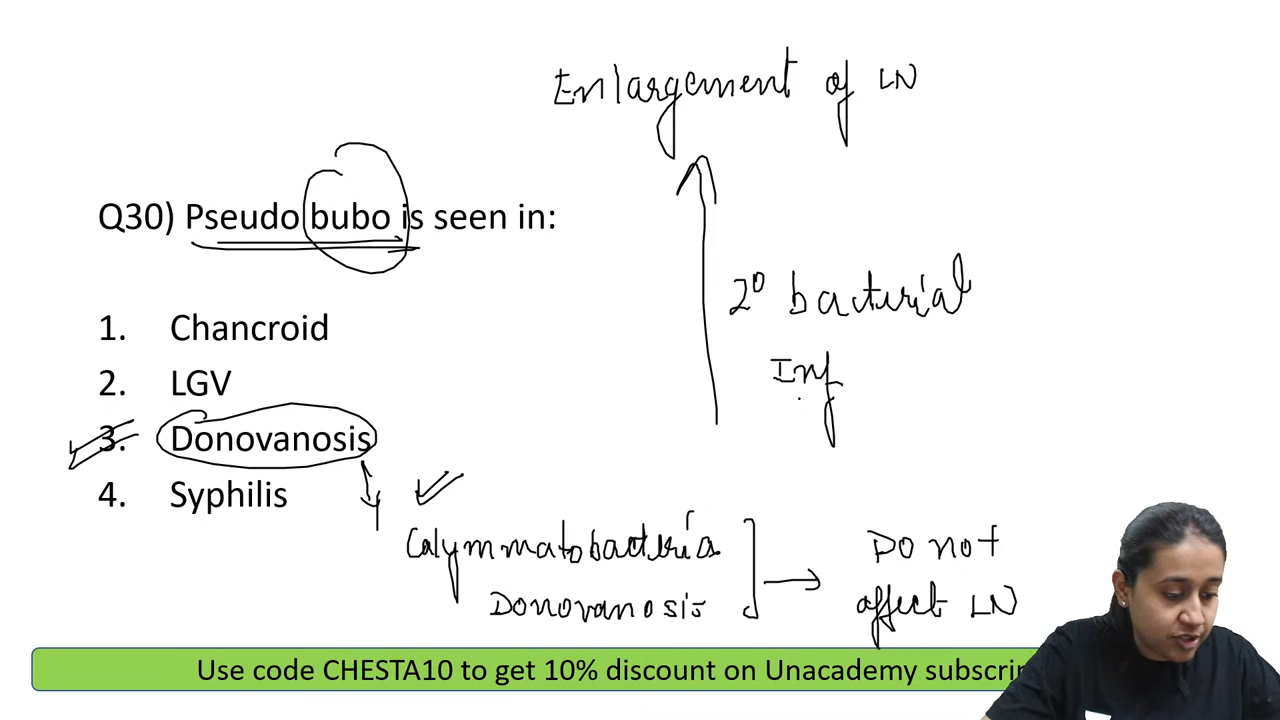 Enlargement of LN
Q30) Pseudo bubo is seen in:
2° bacterial
Inf
1. Chancroid
2. LGV
3. Donovanosis
4. Syphilis
Calymmatobacteria
Donovanosis
Do not
affect LN
Use code CHESTA10 to get 10% discount on Unacademy subscri